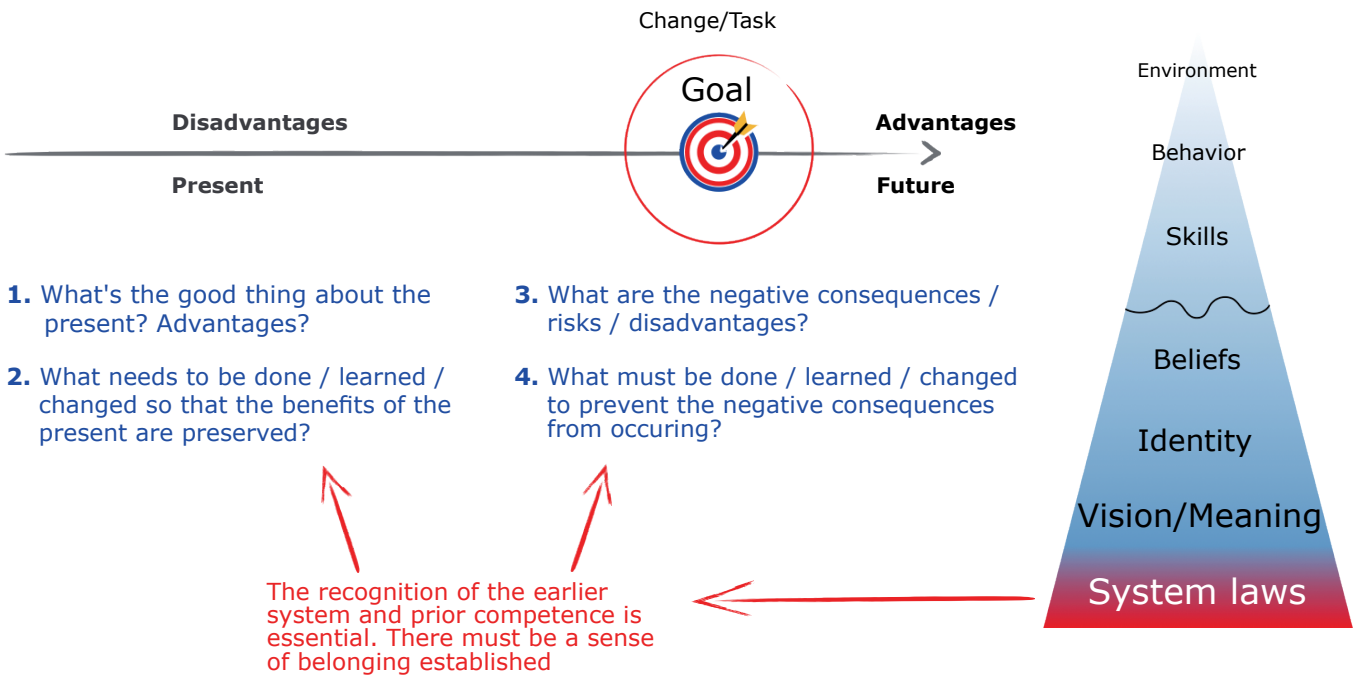 Change/Task
Goal
Disadvantages
Advantages
Present
Future
1. What's the good thing about the
present? Advantages?
2. What needs to be done / learned /
changed so that the benefits of the
present are preserved?
3. What are the negative consequences /
risks / disadvantages?
4. What must be done / learned / changed
to prevent the negative consequences
from occuring?
The recognition of the earlier
system and prior competence is
essential. There must be a sense
of belonging established
Environment
Behavior
Skills
Beliefs
Identity
Vision/Meaning
System laws